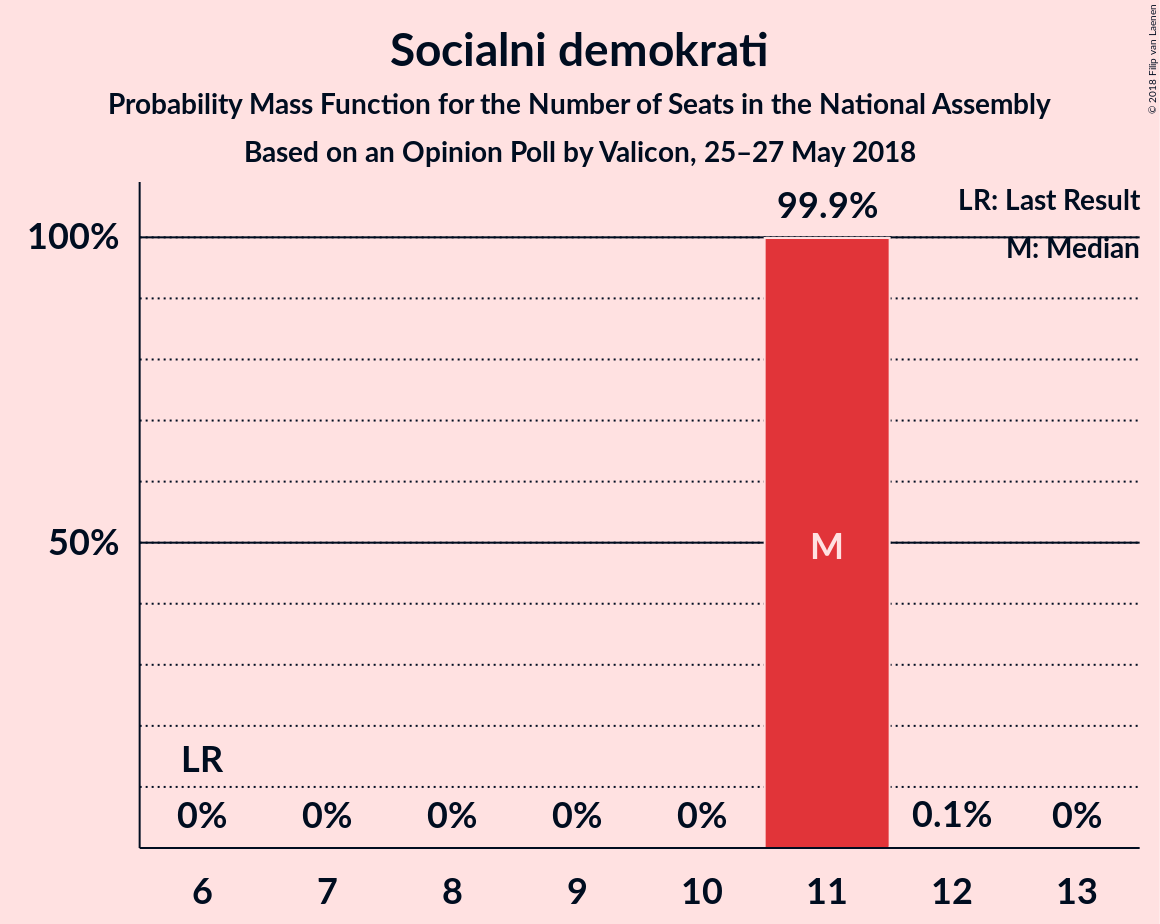 Socialni demokrati
Probability Mass Function for the Number of Seats in the National Assembly
Based on an Opinion Poll by Valicon, 25–27 May 2018
© 2018 Filip van Laenen
LR: Last Result
M: Median
99.9%
100%
50%
M
LR
0%
0%
0%
0%
0%
0.1%
0%
6
7
8
9
10
11
12
13